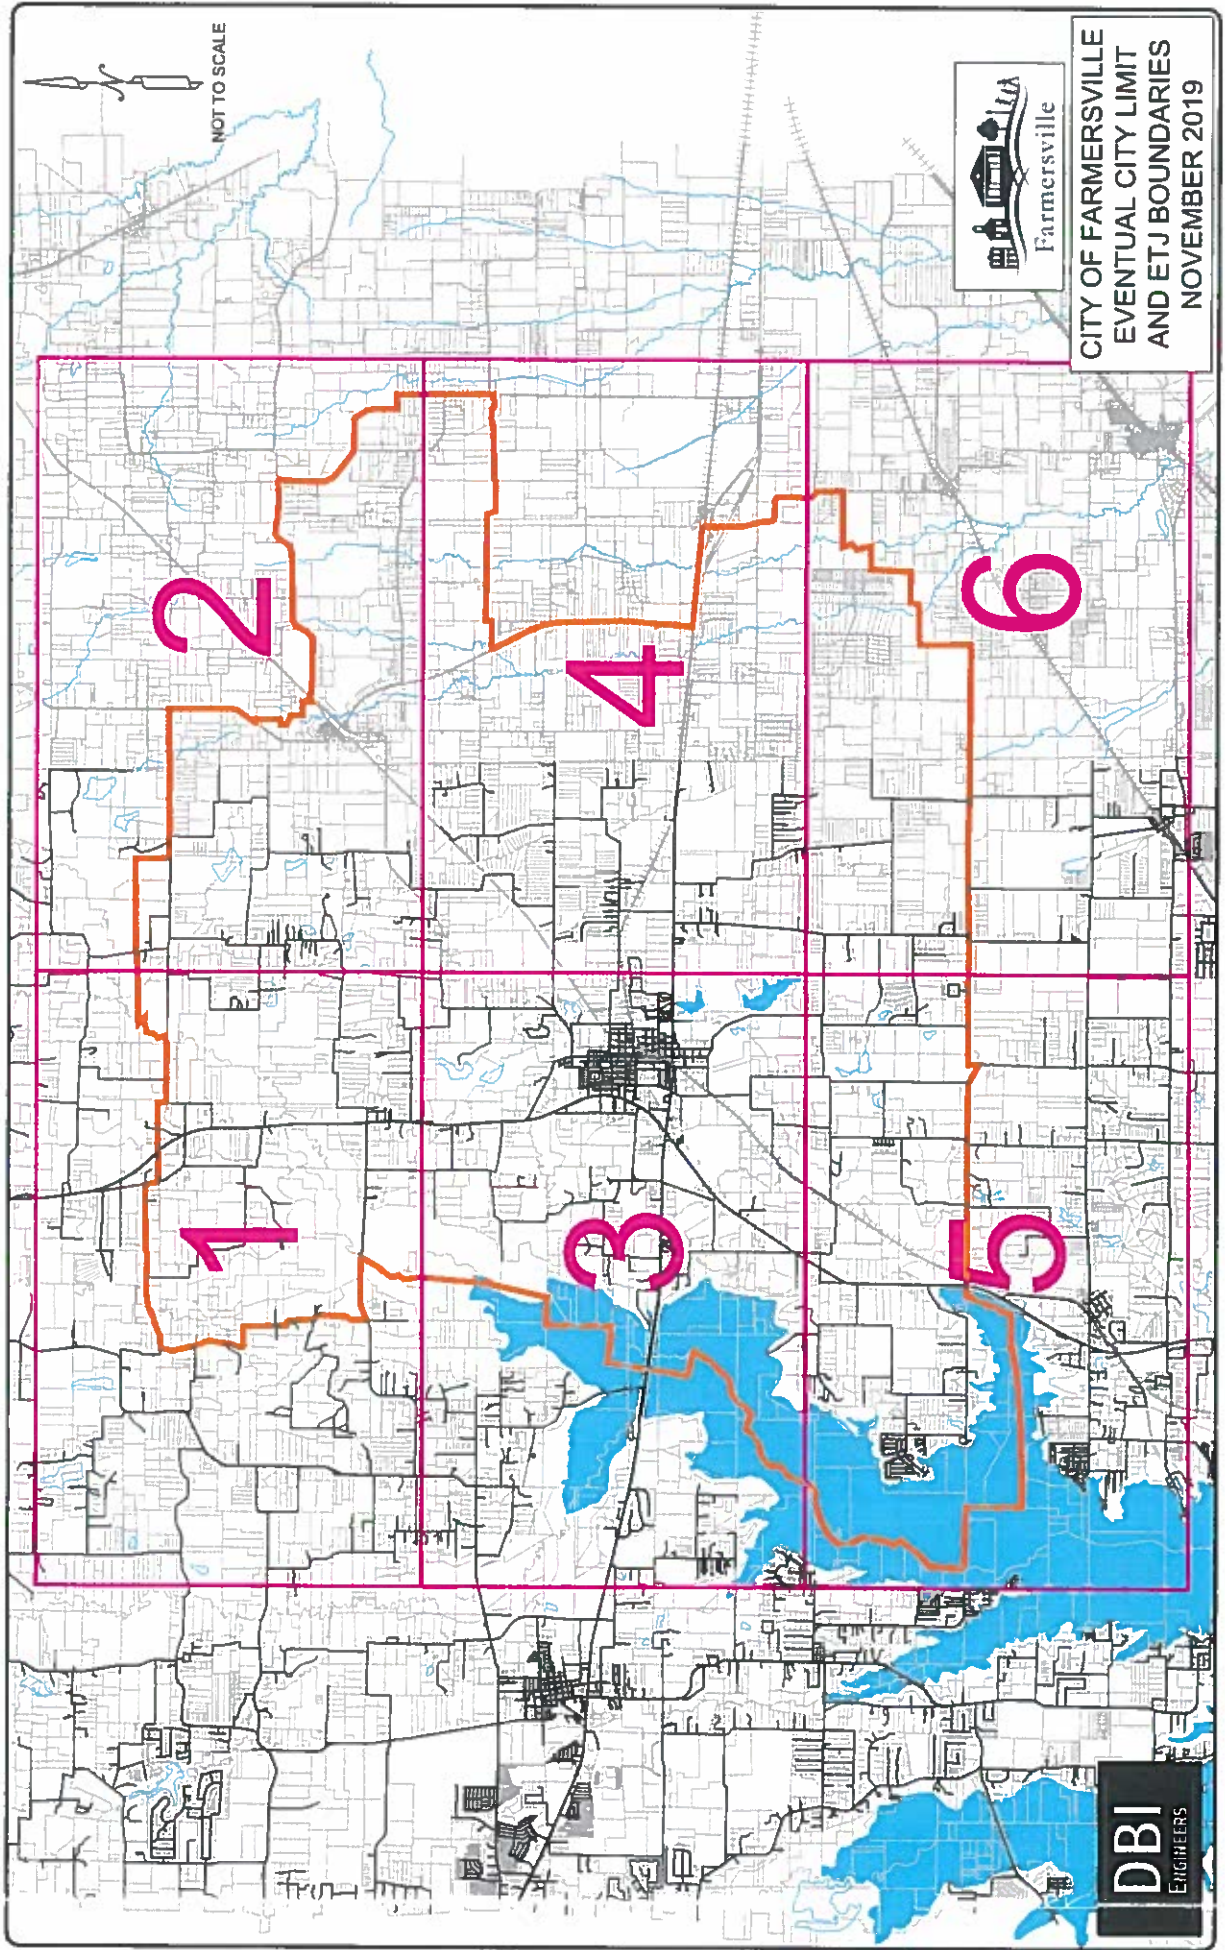 N
NOT TO SCALE
1
2
3
4
5
6
Farmersville
CITY OF FARMERSVILLE
EVENTUAL CITY LIMIT
AND ETJ BOUNDARIES
NOVEMBER 2019
DBI
ENGINEERS